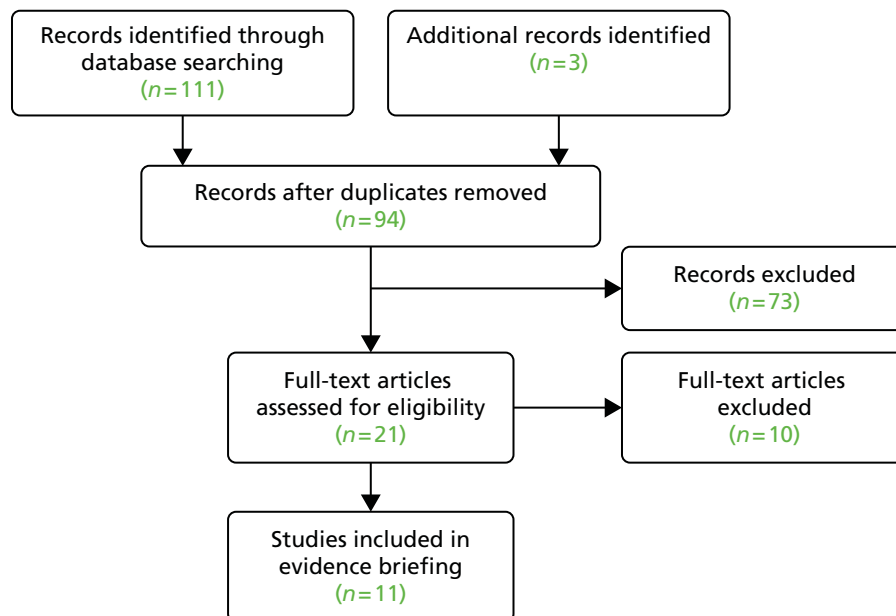 Records identified through
database searching
(n=111)
Additional records identified
(n=3)
Records after duplicates removed
(n=94)
Records excluded
(n=73)
Full-text articles
assessed for eligibility
(n=21)
Full-text articles
excluded
(n=10)
Studies included in
evidence briefing
(n=11)